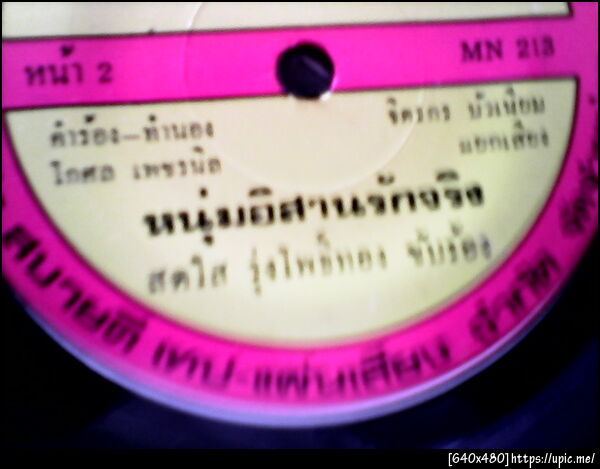 หน้า 2
MN 213
คำร้อง-ทำนอง
โกศล เพชรนิล
จิตรกร บัวเนียม
แยกเสียง
หนุ่มอิสานรักจริง
สดใส รุ่งโพธิ์ทอง ขับร้อง
สบายดี เทป-แผ่นเสียง
[640x480]https://upic.me/